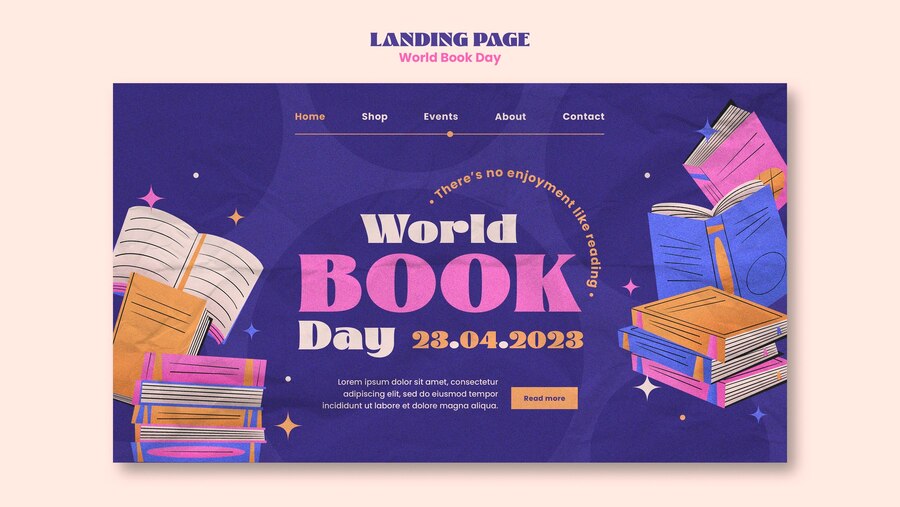 LANDING PAGE
World Book Day
Home Shop Events About Contact
• There's no enjoyment like reading •
World
BOOK
Day 23.04.2023
Lorem ipsum dolor sit amet, consectetur
adipiscing elit, sed do eiusmod tempor
incididunt ut labore et dolore magna aliqua.
Read more